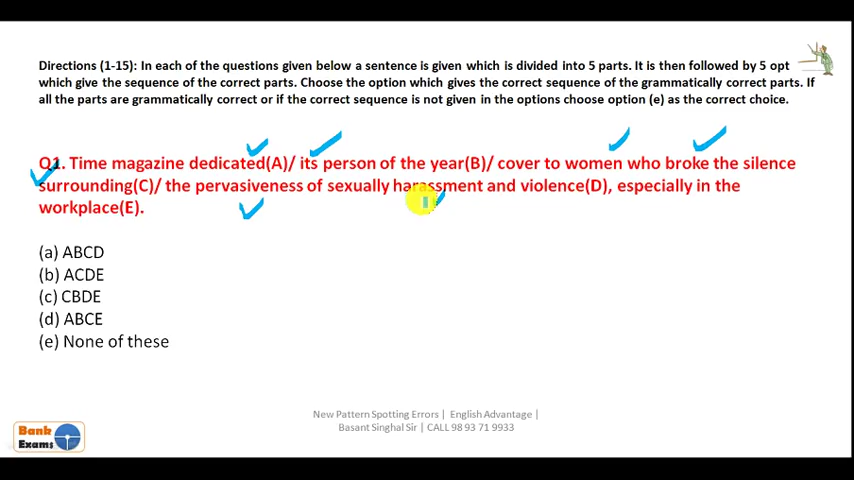 Directions (1-15): In each of the questions given below a sentence is given which is divided into 5 parts. It is then followed by 5 opt
which give the sequence of the correct parts. Choose the option which gives the correct sequence of the grammatically correct parts. If
all the parts are grammatically correct or if the correct sequence is not given in the options choose option (e) as the correct choice.
Q1. Time magazine dedicated(A)/ its person of the year(B)/ cover to women who broke the silence
surrounding(C)/ the pervasiveness of sexually harassment and violence(D), especially in the
workplace(E).
(a) ABCD
(b) ACDE
(c) CBDE
(d) ABCE
(e) None of these
New Pattern Spotting Errors | English Advantage |
Basant Singhal Sir | CALL 98 93 71 9933
Bank
Exams